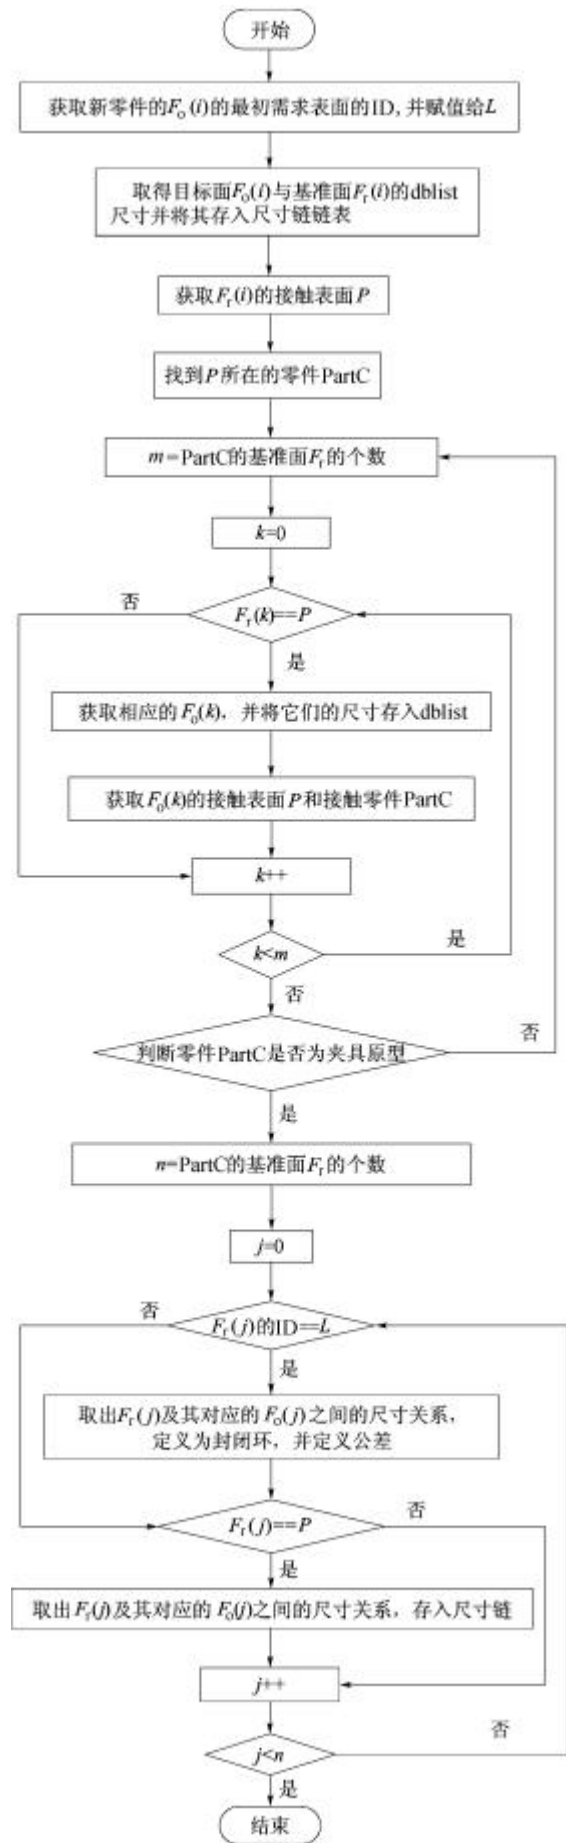 开始
获取新零件的Fo(i)的最初需求表面的ID,并赋值给L
取得目标面Fo(i)与基准面Fr(i)的dblist
尺寸并将其存入尺寸链链表
获取Fr(i)的接触表面P
找到P所在的零件PartC
m=PartC的基准面Fr的个数
k=0
否
Fr(k)==P
是
获取相应的Fo(k)，并将它们的尺寸存入dblist
获取Fo(k)的接触表面P和接触零件PartC
k++
k<m
是
否
判断零件PartC是否为夹具原型
否
是
n=PartC的基准面Fr的个数
j=0
否
Fr(j)的ID==L
是
取出Fr(j)及其对应的Fo(j)之间的尺寸关系，
定义为封闭环，并定义公差
Fr(j)==P
否
是
取出Fr(j)及其对应的Fo(j)之间的尺寸关系，存入尺寸链
j++
否
j<n
是
结束